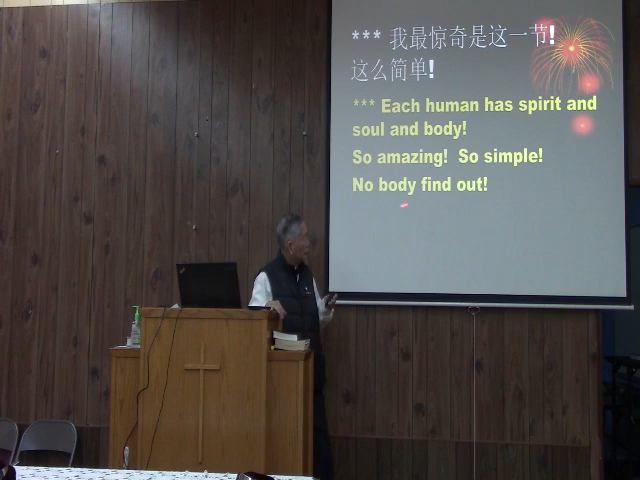 *** 我最惊奇是这一节!
这么简单!
*** Each human has spirit and
soul and body!
So amazing! So simple!
No body find out!